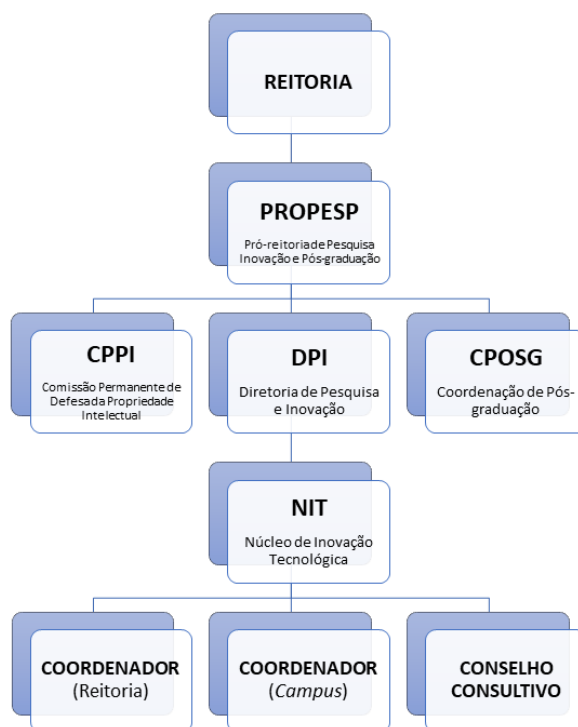 REITORIA
PROPESP
Pró-reitoria de Pesquisa
Inovação e Pós-graduação
CPPI
Comissão Permanente de
Defesa da Propriedade
Intelectual
DPI
Diretoria de Pesquisa
e Inovação
CPOSG
Coordenação de Pós-
graduação
NIT
Núcleo de Inovação
Tecnológica
COORDENADOR
(Reitoria)
COORDENADOR
(Campus)
CONSELHO
CONSULTIVO